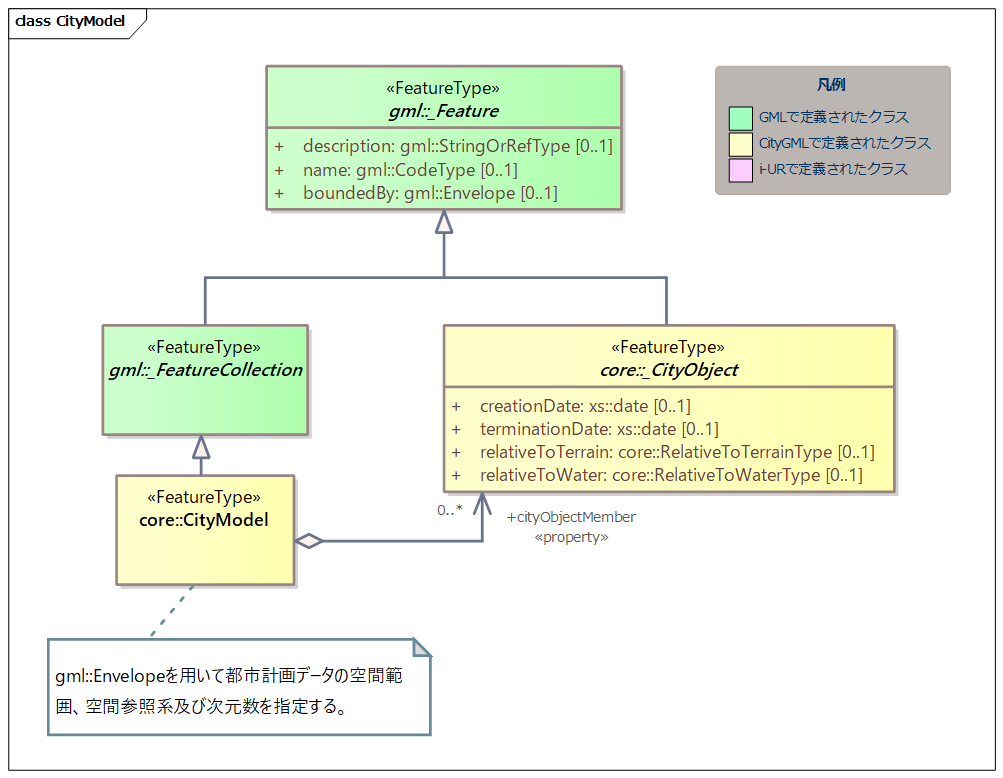 class CityModel
«FeatureType»
gml::_Feature
+ description: gml::StringOrRefType [0..1]
+ name: gml::CodeType [0..1]
+ boundedBy: gml::Envelope [0..1]
凡例
GMLで定義されたクラス
CityGMLで定義されたクラス
i-URで定義されたクラス
«FeatureType»
gml::_FeatureCollection
«FeatureType»
core::_CityObject
+ creationDate: xs::date [0..1]
+ terminationDate: xs::date [0..1]
+ relativeToTerrain: core::RelativeToTerrainType [0..1]
+ relativeToWater: core::RelativeToWaterType [0..1]
«FeatureType»
core::CityModel
0..*
+cityObjectMember
«property»
gml::Envelopeを用いて都市計画データの空間範
囲、空間参照系及び次元数を指定する。